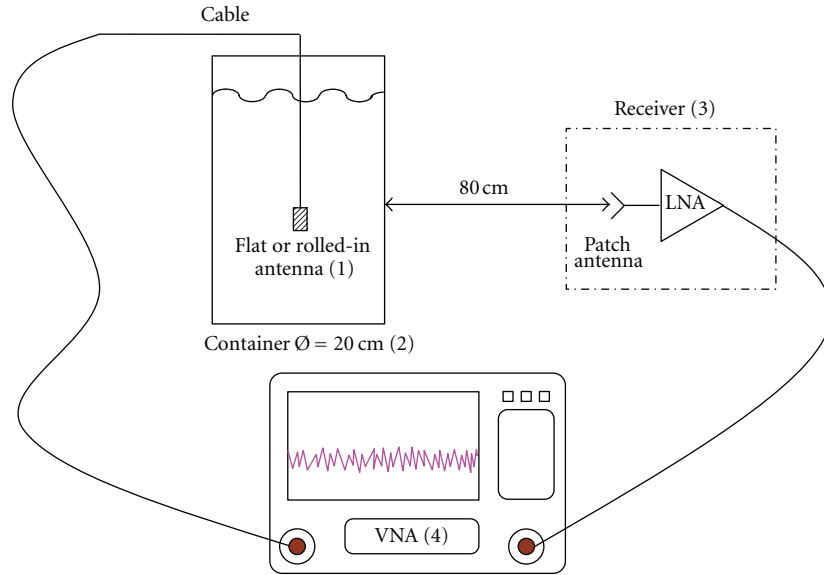 Cable
Receiver (3)
80 cm
LNA
Patch
antenna
Flat or rolled-in
antenna (1)
Container Ø = 20 cm (2)
VNA (4)